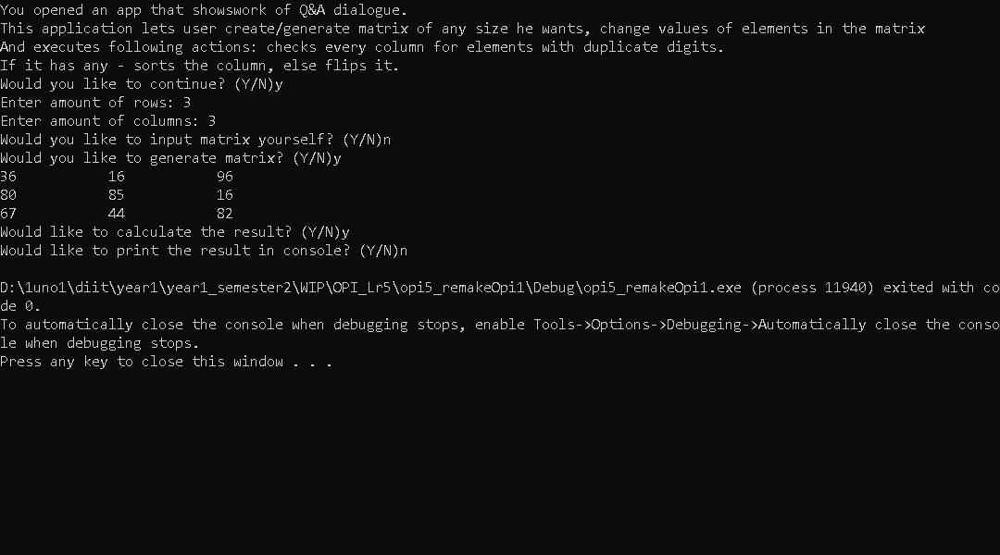 You opened an app that showswork of Q&A dialogue.
This application lets user create/generate matrix of any size he wants, change values of elements in the matrix
And executes following actions: checks every column for elements with duplicate digits.
If it has any - sorts the column, else flips it.
Would you like to continue? (Y/N)y
Enter amount of rows: 3
Enter amount of columns: 3
Would you like to input matrix yourself? (Y/N)n
Would you like to generate matrix? (Y/N)y
36           16           96
80           85           16
67           44           82
Would like to calculate the result? (Y/N)y
Would like to print the result in console? (Y/N)n

D:\1uno1\diit\year1\year1_semester2\WIP\OPI_Lr5\opi5_remakeOpi1\Debug\opi5_remakeOpi1.exe (process 11940) exited with co
de 0.
To automatically close the console when debugging stops, enable Tools->Options->Debugging->Automatically close the conso
le when debugging stops.
Press any key to close this window . . .